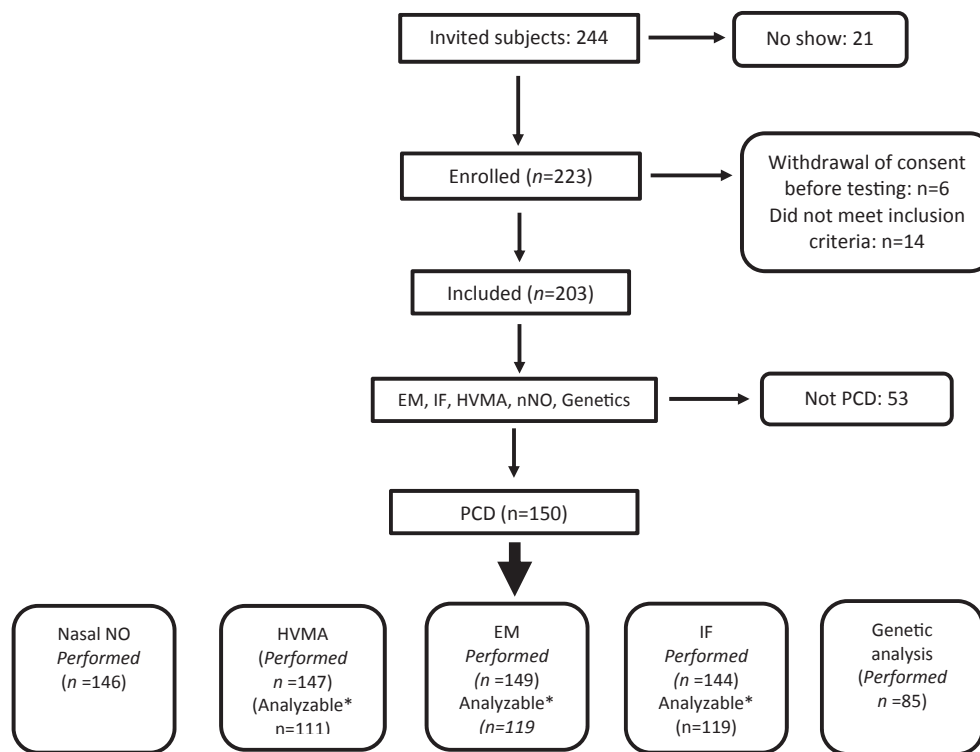 Invited subjects: 244
No show: 21
Enrolled (n=223)
Withdrawal of consent
before testing: n=6
Did not meet inclusion
criteria: n=14
Included (n=203)
EM, IF, HVMA, nNO, Genetics
Not PCD: 53
PCD (n=150)
Nasal NO
Performed
(n =146)
HVMA
(Performed
n =147)
(Analyzable*
n=111)
EM
Performed
(n =149)
Analyzable*
(n=119
IF
Performed
(n =144)
Analyzable*
(n=119)
Genetic
analysis
(Performed
n =85)